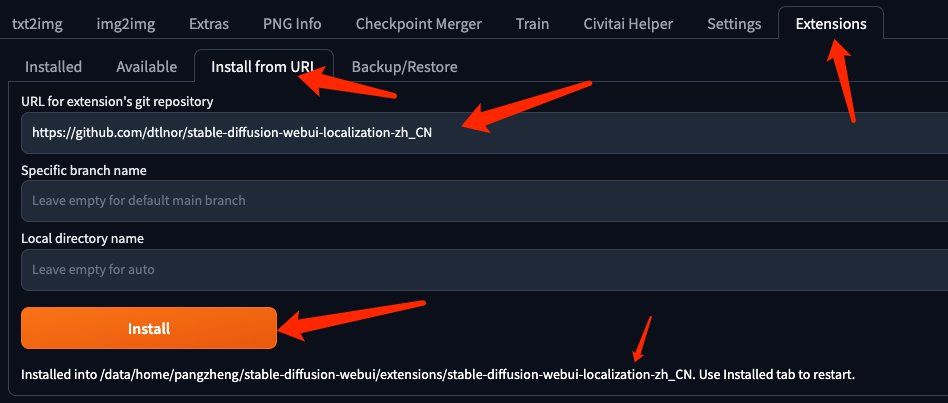 txt2img img2img Extras PNG Info Checkpoint Merger Train Civitai Helper Settings Extensions
Installed Available Install from URL Backup/Restore
URL for extension's git repository
https://github.com/dtlnor/stable-diffusion-webui-localization-zh_CN
Specific branch name
Leave empty for default main branch
Local directory name
Leave empty for auto
Install
Installed into /data/home/pangzheng/stable-diffusion-webui/extensions/stable-diffusion-webui-localization-zh_CN. Use Installed tab to restart.